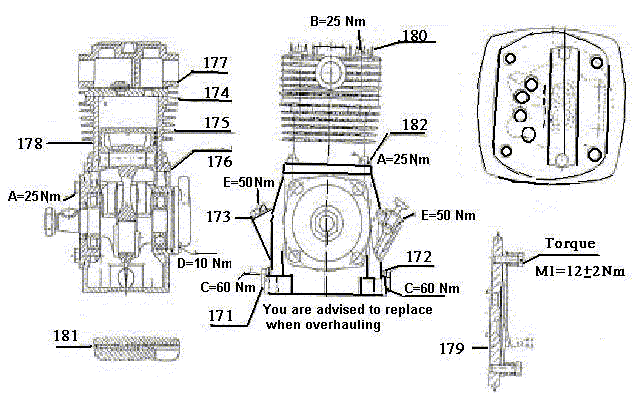 B=25 Nm
180
177
174
175
178
176
182
A=25Nm
A=25Nm
E=50Nm
173
E=50 Nm
D=10 Nm
172
C=60 Nm
C=60 Nm
171
You are advised to replace
when overhauling
Torque
M1=12±2Nm
181
179